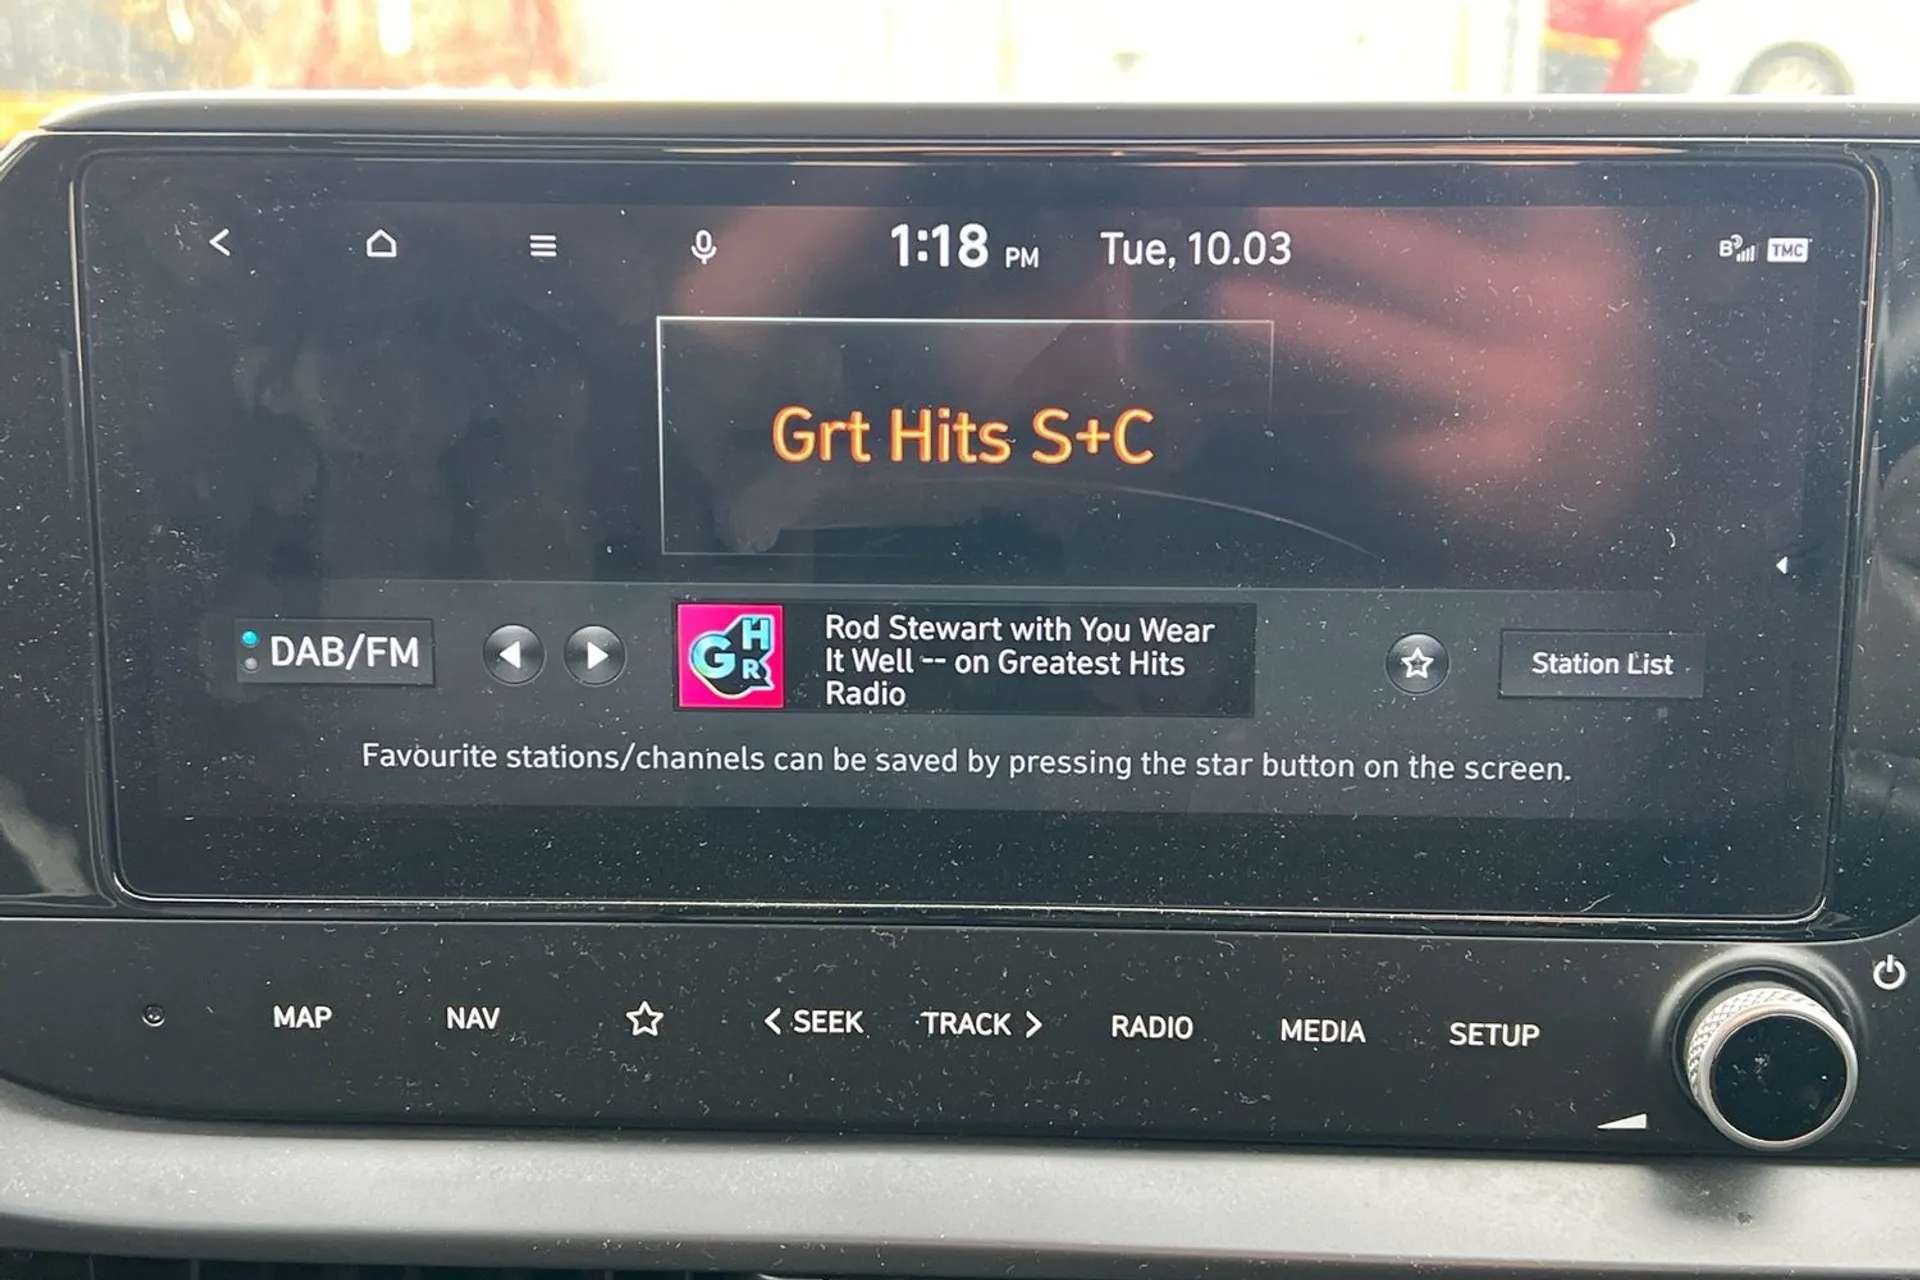 1:18 PM Tue, 10.03 B TMC
Grt Hits S+C
DAB/FM
GHR
Rod Stewart with You Wear
It Well -- on Greatest Hits
Radio
Station List
Favourite stations/channels can be saved by pressing the star button on the screen.
MAP NAV < SEEK TRACK > RADIO MEDIA SETUP